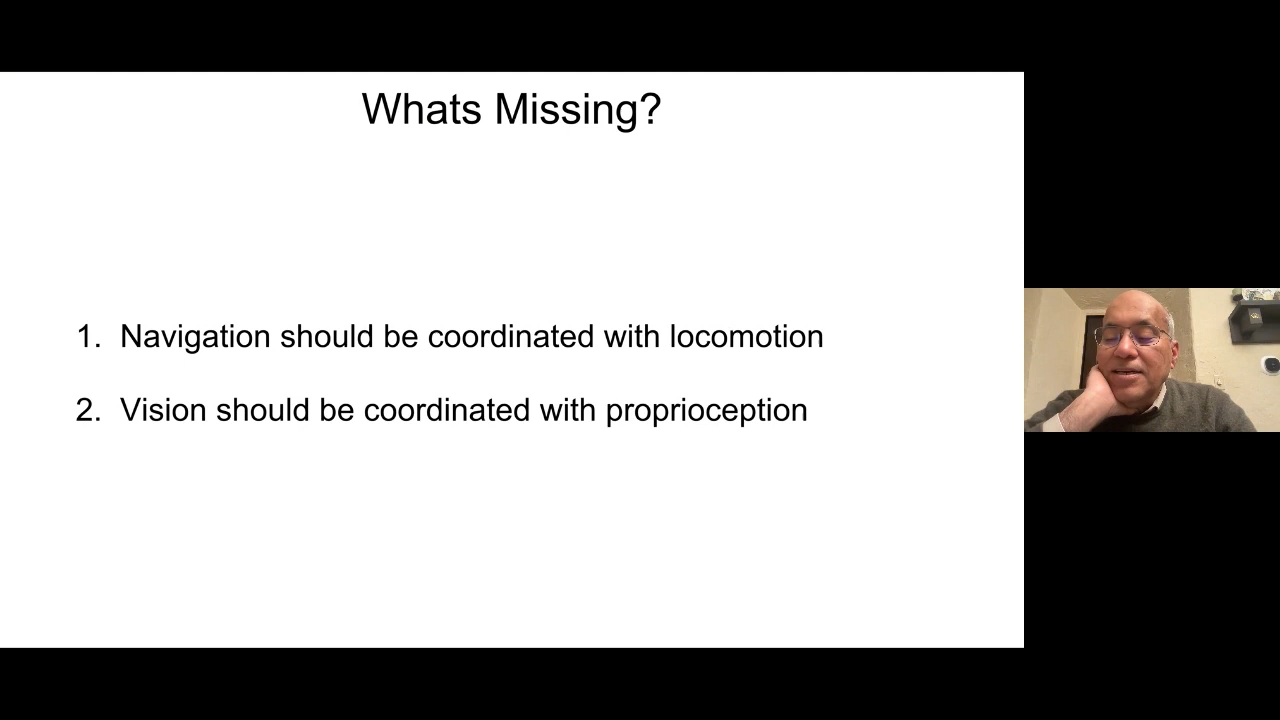 Whats Missing?
1. Navigation should be coordinated with locomotion
2. Vision should be coordinated with proprioception